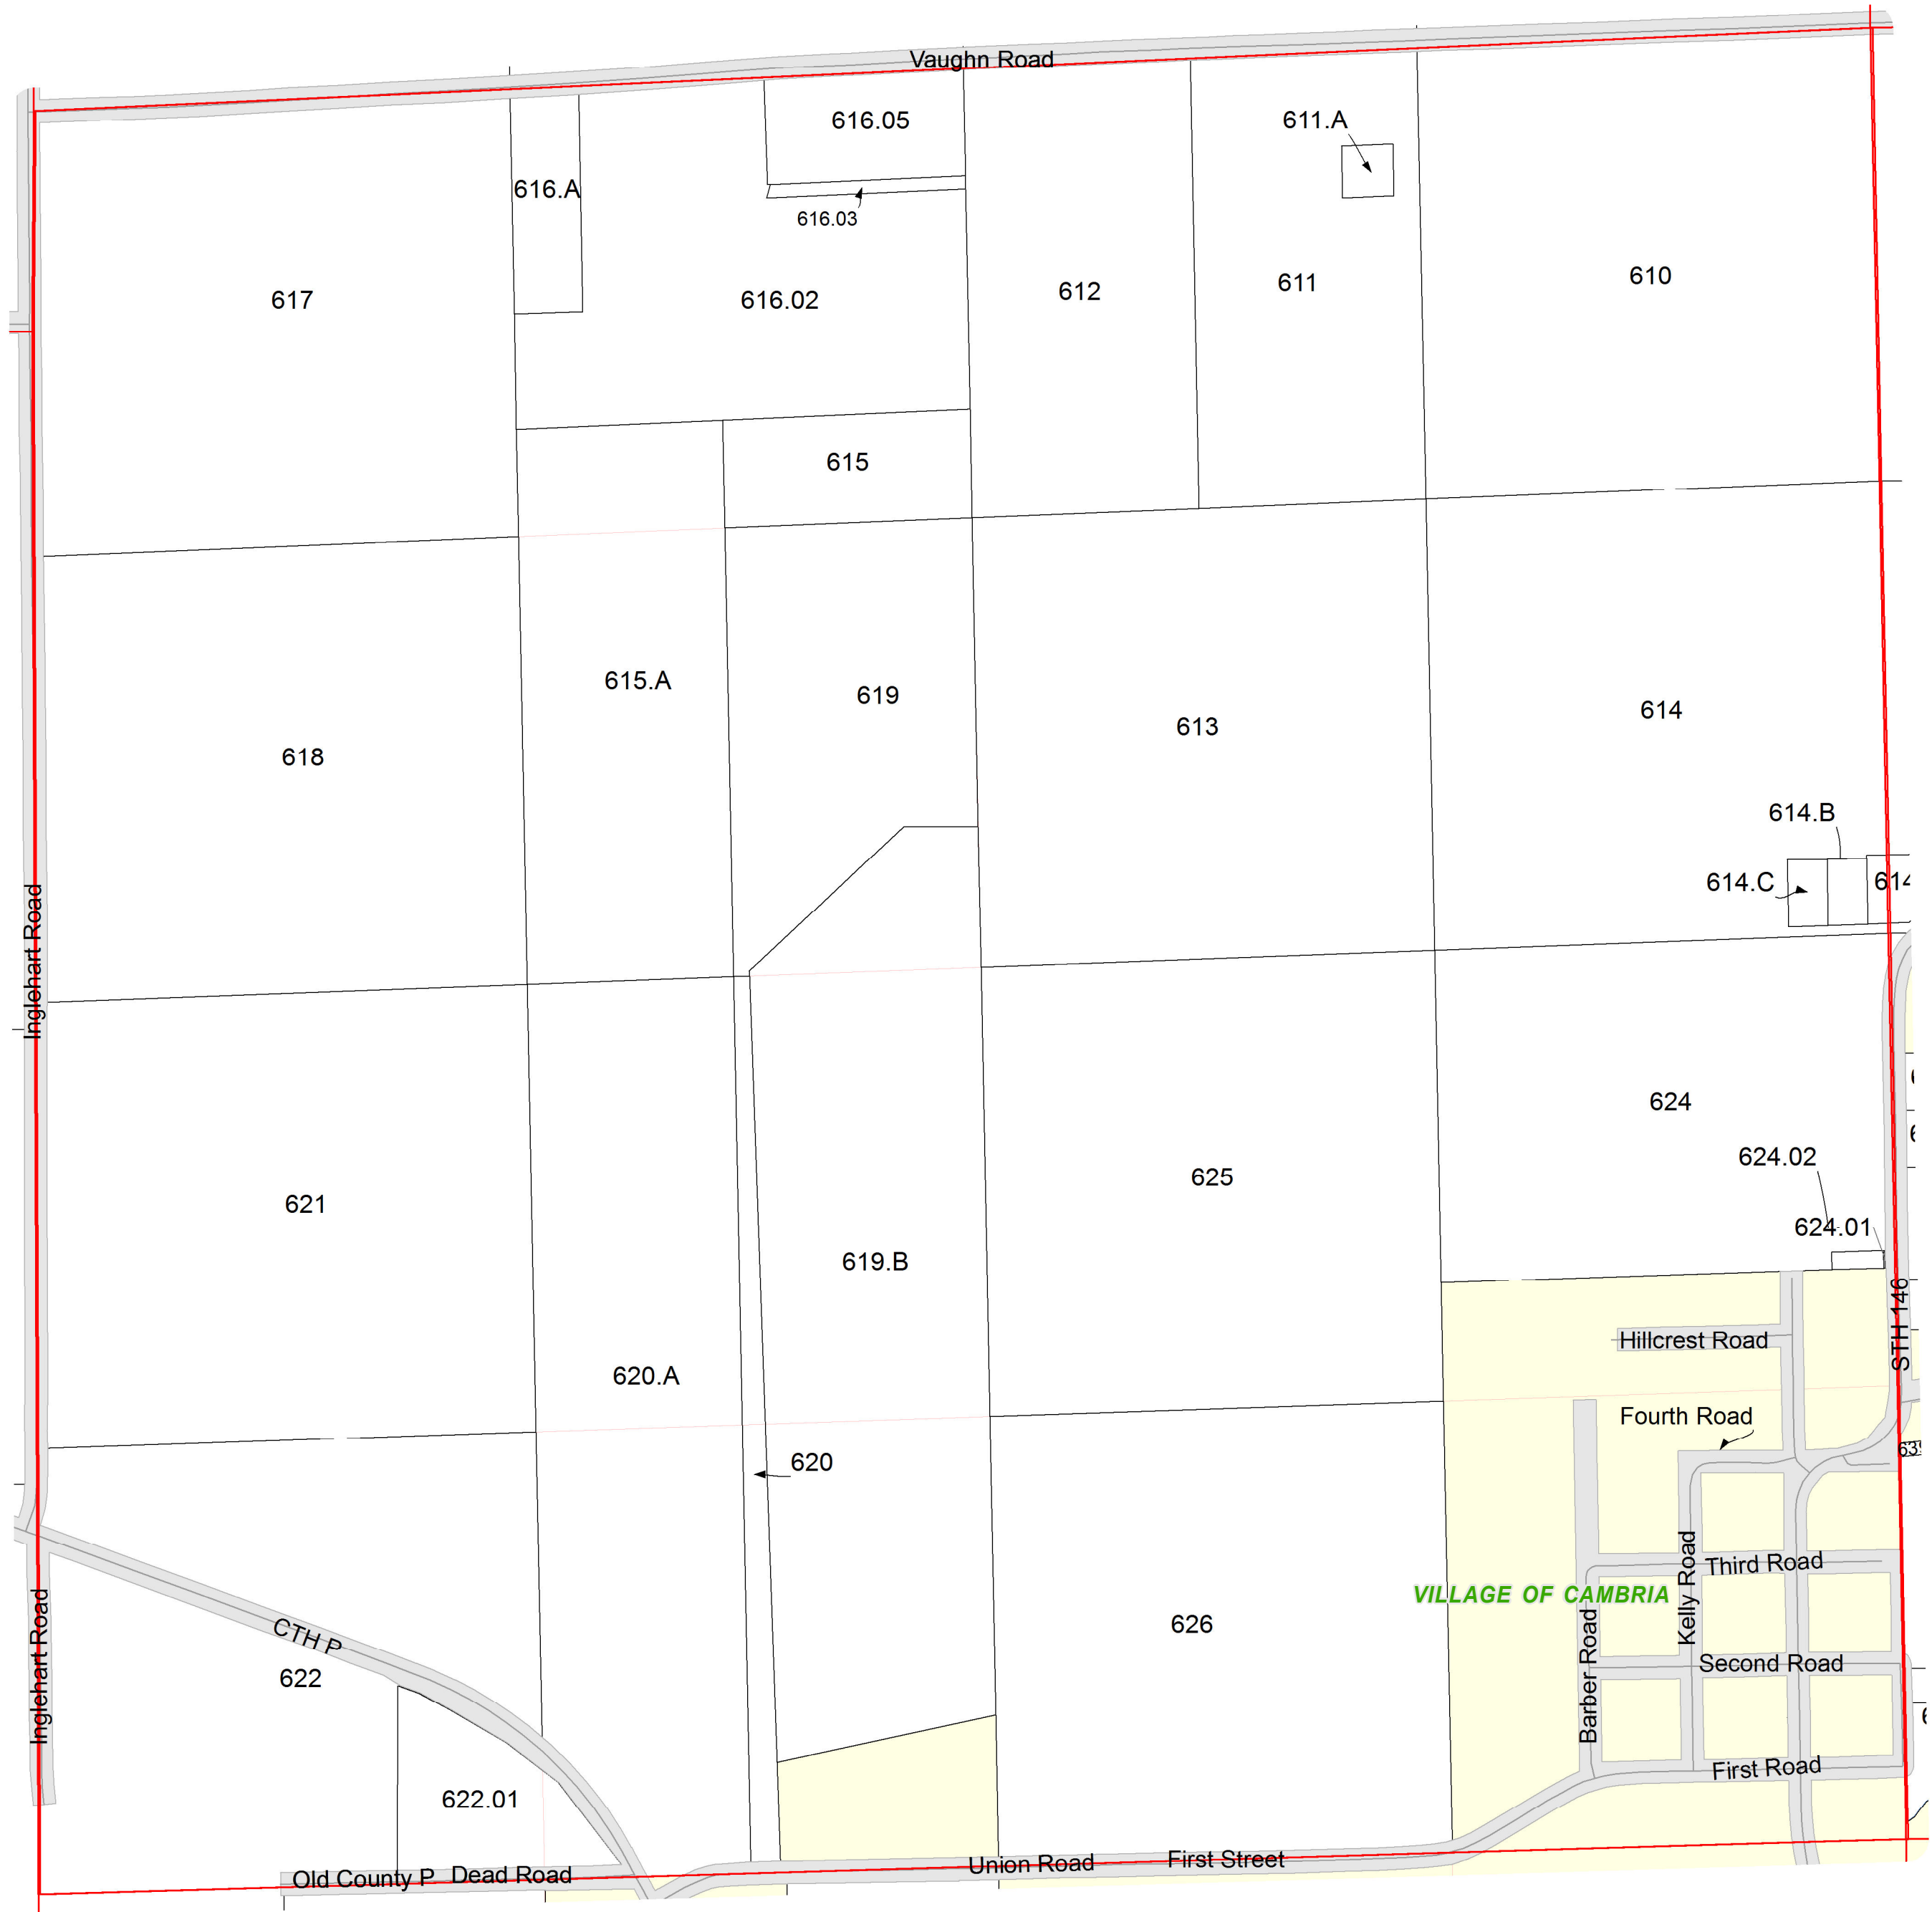 Vaughn Road
616.05
611.A
616.A
616.03
617
616.02
612
611
610
615
615.A
619
613
614
618
614.B
614.C
614
Inglehart Road
624
625
624.02
621
624.01
619.B
STH 146
Hillcrest Road
620.A
Fourth Road
620
Third Road
Kelly Road
VILLAGE OF CAMBRIA
626
Barber Road
CTH P
Inglehart Road
622
Second Road
First Road
622.01
Old County P Dead Road
Union Road
First Street